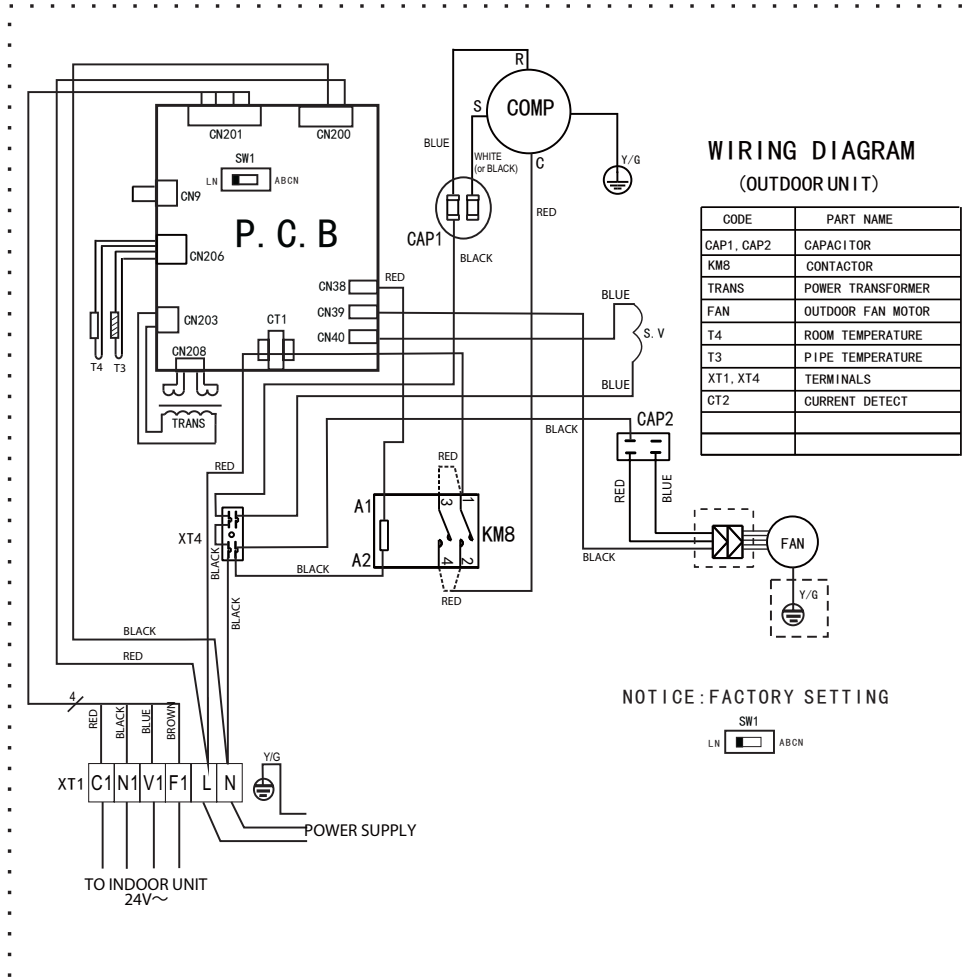 R
S
COMP
C
BLUE
WHITE
(or BLACK)
Y/G
RED
CAP1
BLACK
CN201
CN200
SW1
LN
ABCN
CN9
P.C.B
CN206
CN38
RED
CN39
CN40
CN203
CT1
CN208
T4
T3
TRANS
BLUE
S.V
BLUE
WIRING DIAGRAM
(OUTDOOR UNIT)
CODE PART NAME
CAP1, CAP2 CAPACITOR
KM8 CONTACTOR
TRANS POWER TRANSFORMER
FAN OUTDOOR FAN MOTOR
T4 ROOM TEMPERATURE
T3 PIPE TEMPERATURE
XT1, XT4 TERMINALS
CT2 CURRENT DETECT
BLACK
CAP2
RED
BLUE
RED
RED
A1
3
1
KM8
A2
4
2
RED
XT4
BLACK
BLACK
BLACK
BLACK
FAN
Y/G
BLACK
RED
4
RED
BLACK
BLUE
BROWN
Y/G
XT1
C1
N1
V1
F1
L
N
POWER SUPPLY
TO INDOOR UNIT
24V～
NOTICE:FACTORY SETTING
SW1
LN
ABCN